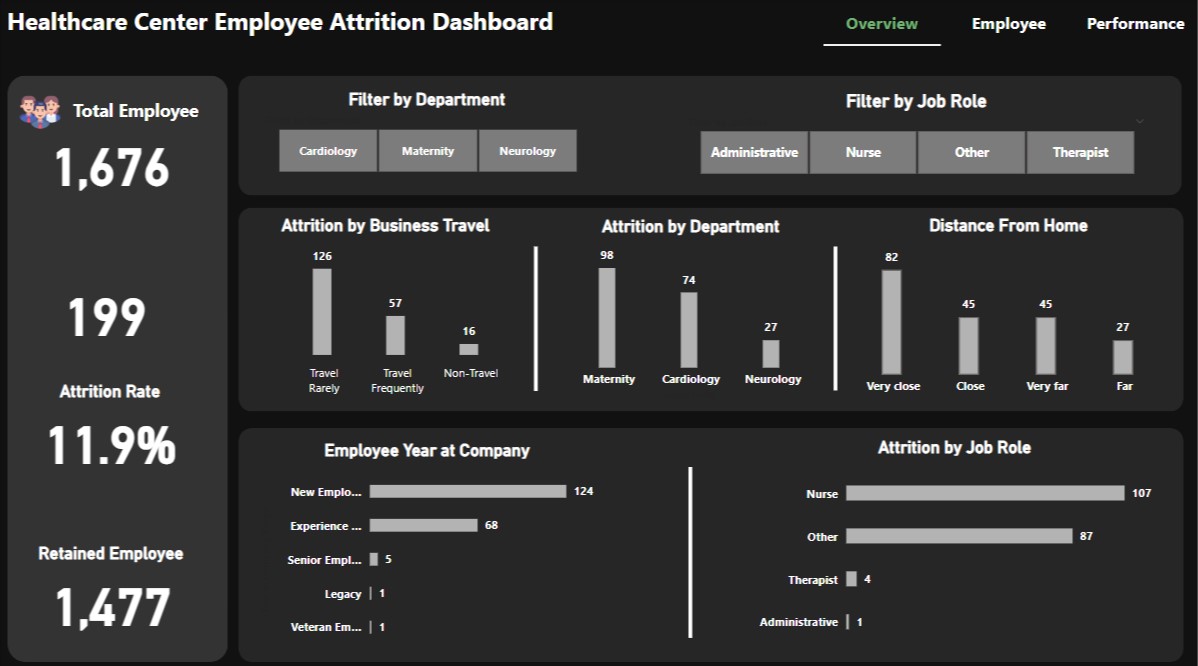 Healthcare Center Employee Attrition Dashboard
Overview
Employee
Performance
Total Employee
1,676
199
Attrition Rate
11.9%
Retained Employee
1,477
Filter by Department
Cardiology
Maternity
Neurology
Filter by Job Role
Administrative
Nurse
Other
Therapist
Attrition by Business Travel
126
57
16
Travel
Rarely
Travel
Frequently
Non-Travel
Attrition by Department
98
74
27
Maternity
Cardiology
Neurology
Distance From Home
82
45
45
27
Very close
Close
Very far
Far
Employee Year at Company
New Emplo... 124
Experience ... 68
Senior Empl... 5
Legacy 1
Veteran Em... 1
Attrition by Job Role
Nurse 107
Other 87
Therapist 4
Administrative 1